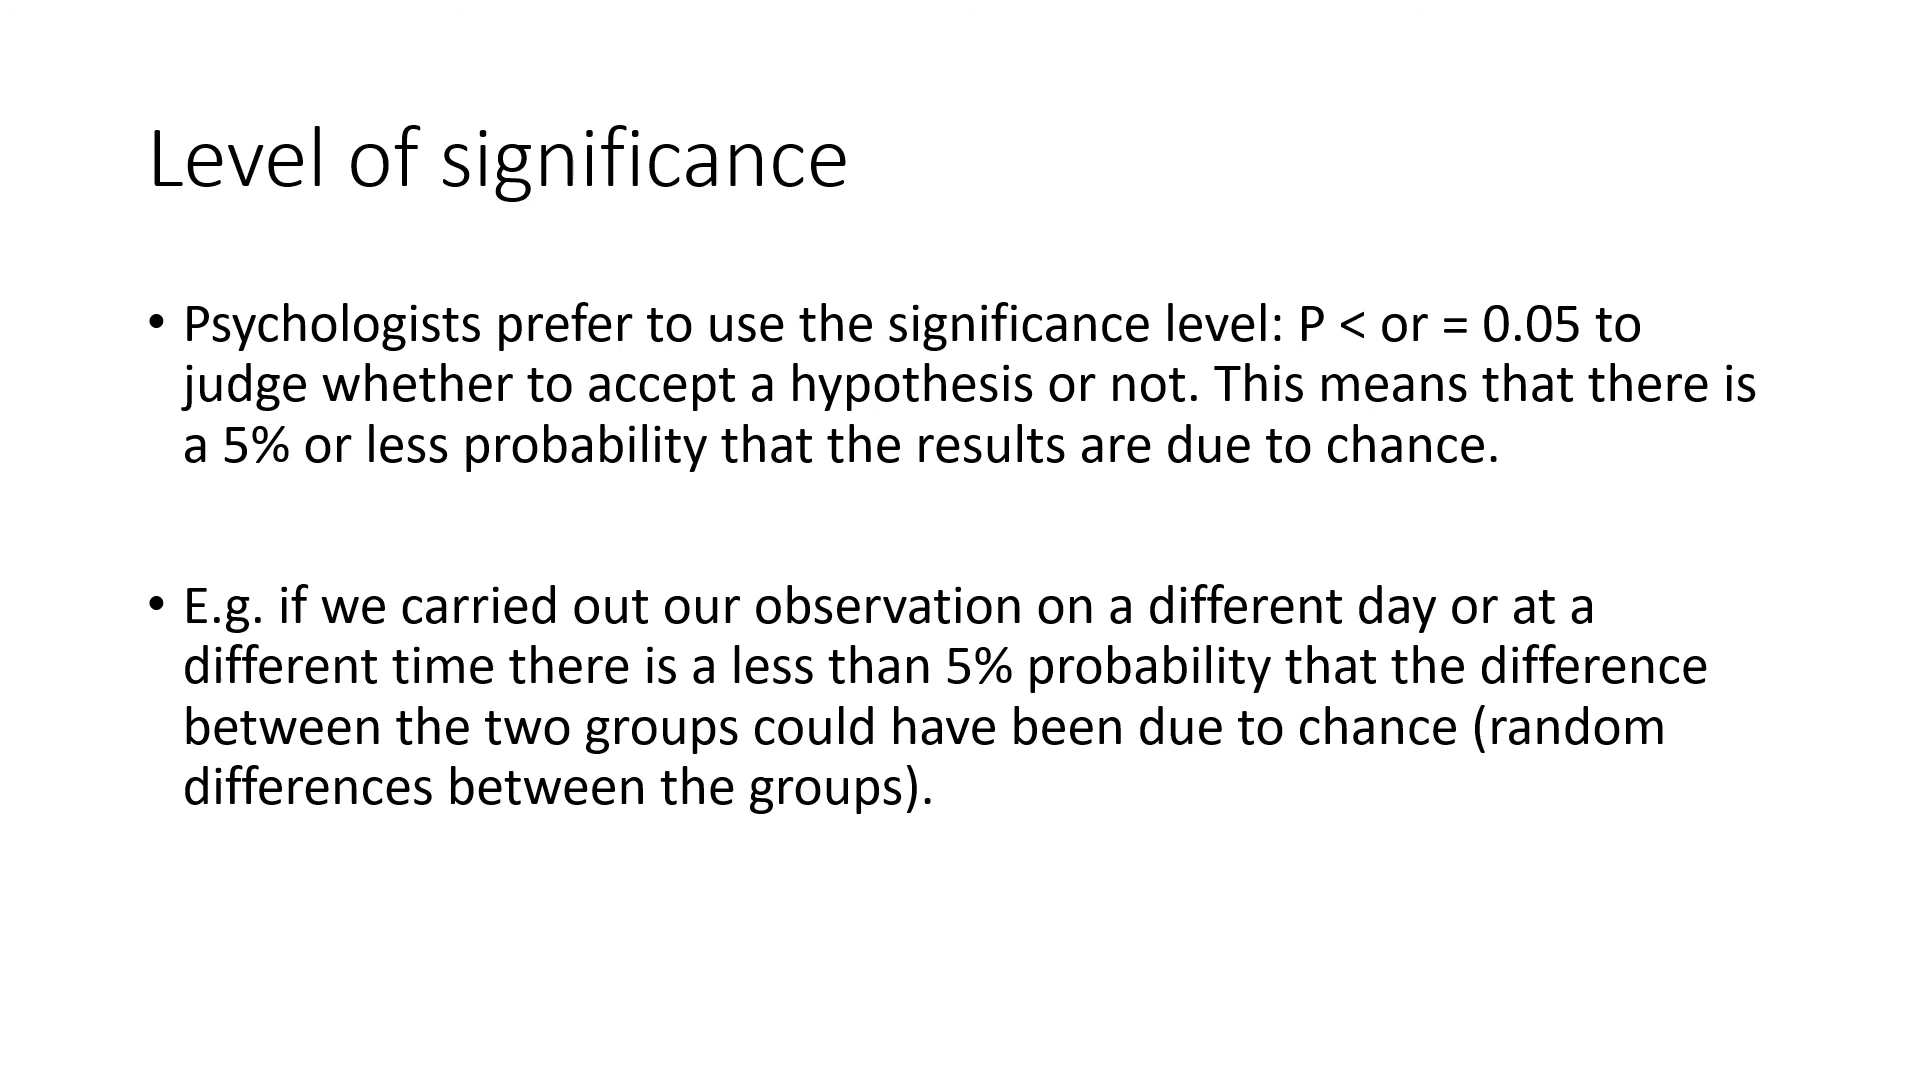 Level of significance
• Psychologists prefer to use the significance level: P < or = 0.05 to
judge whether to accept a hypothesis or not. This means that there is
a 5% or less probability that the results are due to chance.
• E.g. if we carried out our observation on a different day or at a
different time there is a less than 5% probability that the difference
between the two groups could have been due to chance (random
differences between the groups).